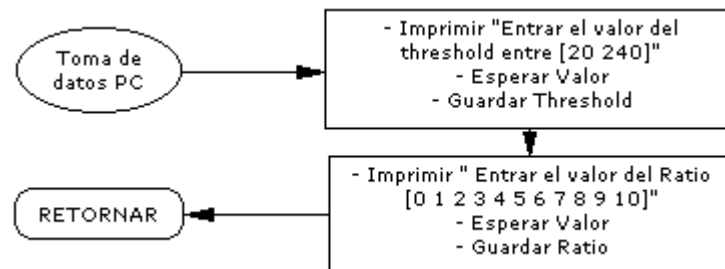 Toma de
datos PC
- Imprimir "Entrar el valor del
threshold entre [20 240]"
- Esperar Valor
- Guardar Threshold
- Imprimir " Entrar el valor del Ratio
[0 1 2 3 4 5 6 7 8 9 10]"
- Esperar Valor
- Guardar Ratio
RETORNAR